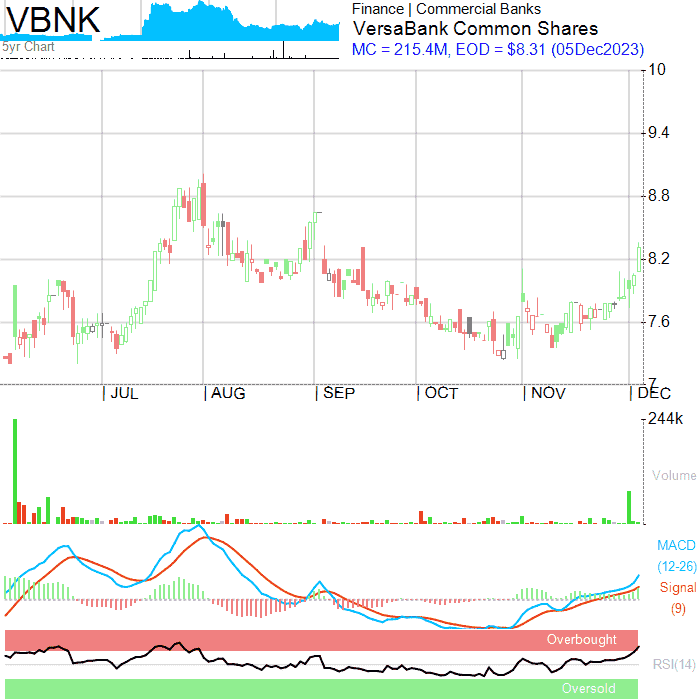 VBNK
5yr Chart
Finance | Commercial Banks
VersaBank Common Shares
MC = 215.4M, EOD = $8.31 (05Dec2023)
10
9.4
8.8
8.2
7.6
7
| JUL | AUG | SEP | OCT | NOV | DEC
244k
Volume
MACD
(12-26)
Signal
(9)
Overbought
RSI(14)
Oversold